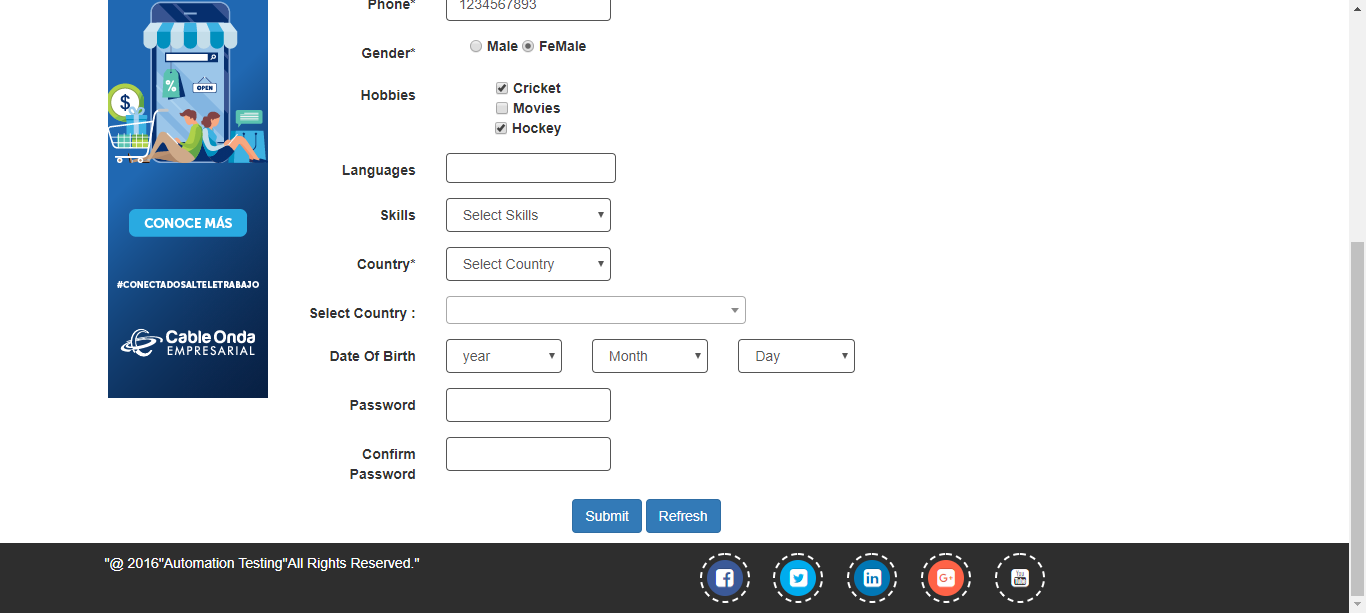 Phone*
1234567893
Gender*
Male FeMale
Hobbies
Cricket
Movies
Hockey
Languages
Skills
Select Skills
Country*
Select Country
Select Country :
Date Of Birth
year
Month
Day
Password
Confirm
Password
Submit
Refresh
%
OPEN
$
CONOCE MÁS
#CONECTADOSALTELETRABAJO
Cable Onda
EMPRESARIAL
"@ 2016"Automation Testing"All Rights Reserved."
f
in
G+
You
Tube